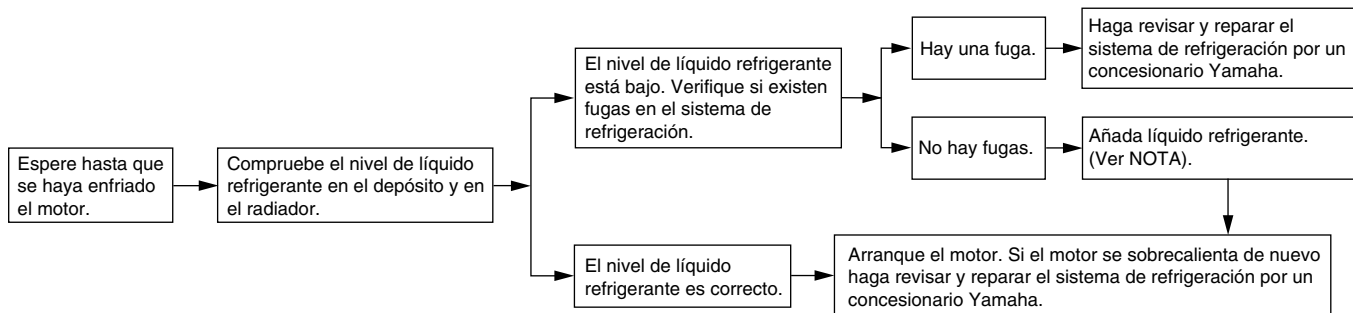 Espere hasta que
se haya enfriado
el motor.
Compruebe el nivel de líquido
refrigerante en el depósito y en
el radiador.
El nivel de líquido refrigerante
está bajo. Verifique si existen
fugas en el sistema de
refrigeración.
Hay una fuga.
Haga revisar y reparar el
sistema de refrigeración por un
concesionario Yamaha.
No hay fugas.
Añada líquido refrigerante.
(Ver NOTA).
El nivel de líquido
refrigerante es correcto.
Arranque el motor. Si el motor se sobrecalienta de nuevo
haga revisar y reparar el sistema de refrigeración por un
concesionario Yamaha.